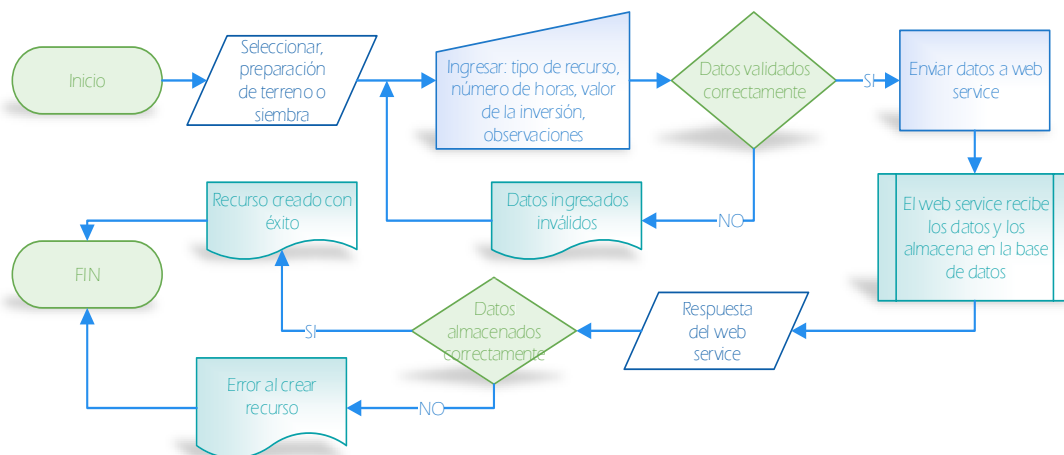 Inicio
Seleccionar,
preparación
de terreno o
siembra
Ingresar: tipo de recurso,
número de horas, valor
de la inversión,
observaciones
Datos validados
correctamente
SI
Enviar datos a web
service
NO
Datos ingresados
inválidos
El web service recibe
los datos y los
almacena en la base
de datos
Respuesta
del web
service
Datos
almacenados
correctamente
SI
Recurso creado con
éxito
NO
Error al crear
recurso
FIN